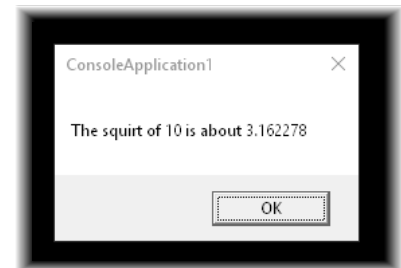 ConsoleApplication1
The squirt of 10 is about 3.162278
OK